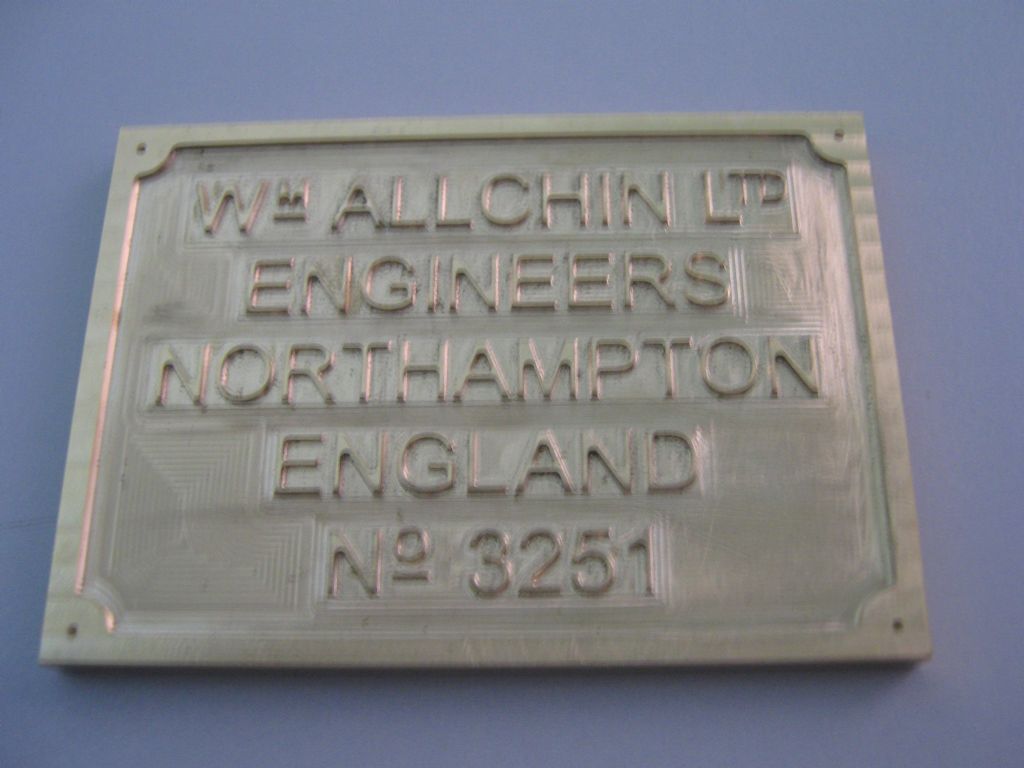 Wᴹ ALLCHIN Lᵀᴰ
ENGINEERS
NORTHAMPTON
ENGLAND
Nº 3251